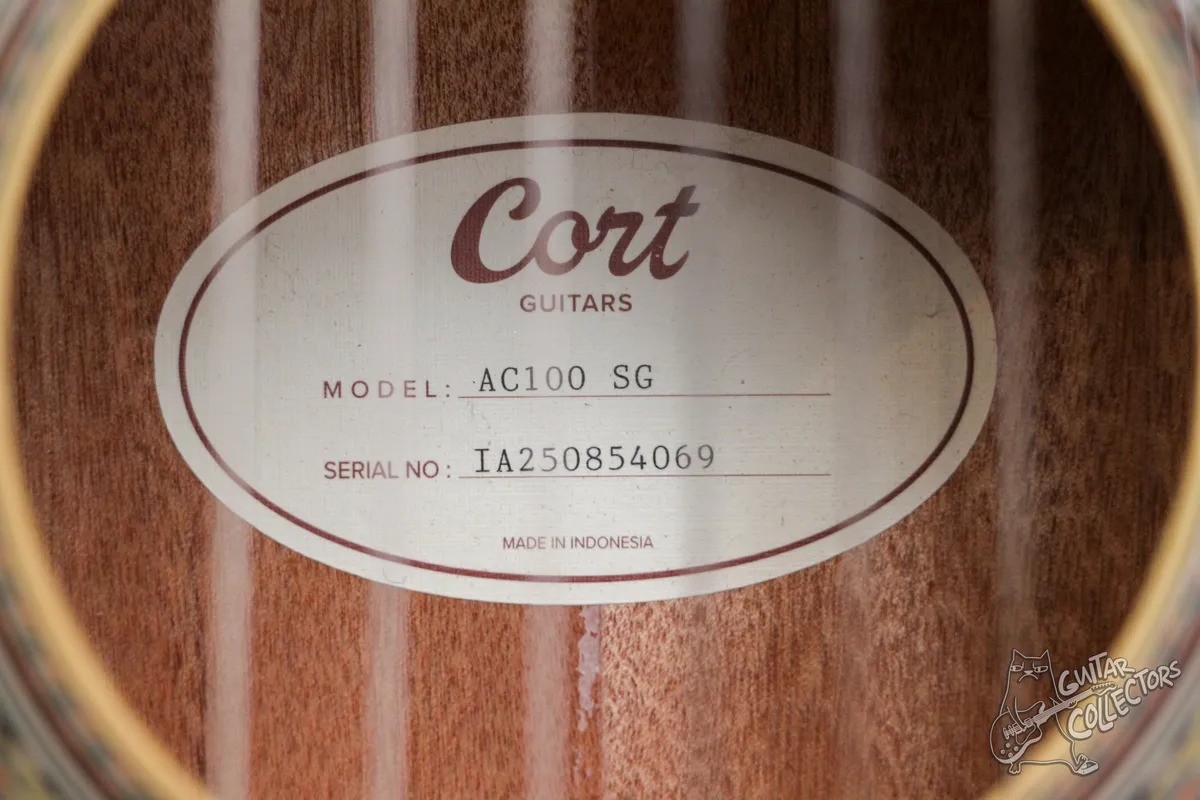 Cort
GUITARS
MODEL: AC100 SG
SERIAL NO: IA250854069
MADE IN INDONESIA
GUITAR
COLLECTORS